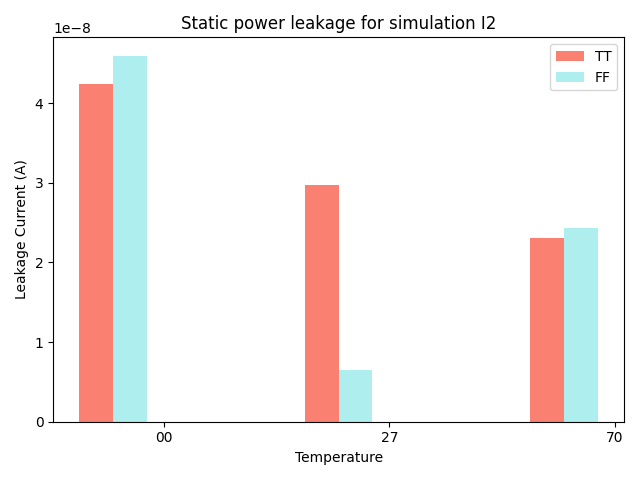 Static power leakage for simulation I2
1e−8
TT
FF
4
3
2
1
0
Leakage Current (A)
00
27
70
Temperature